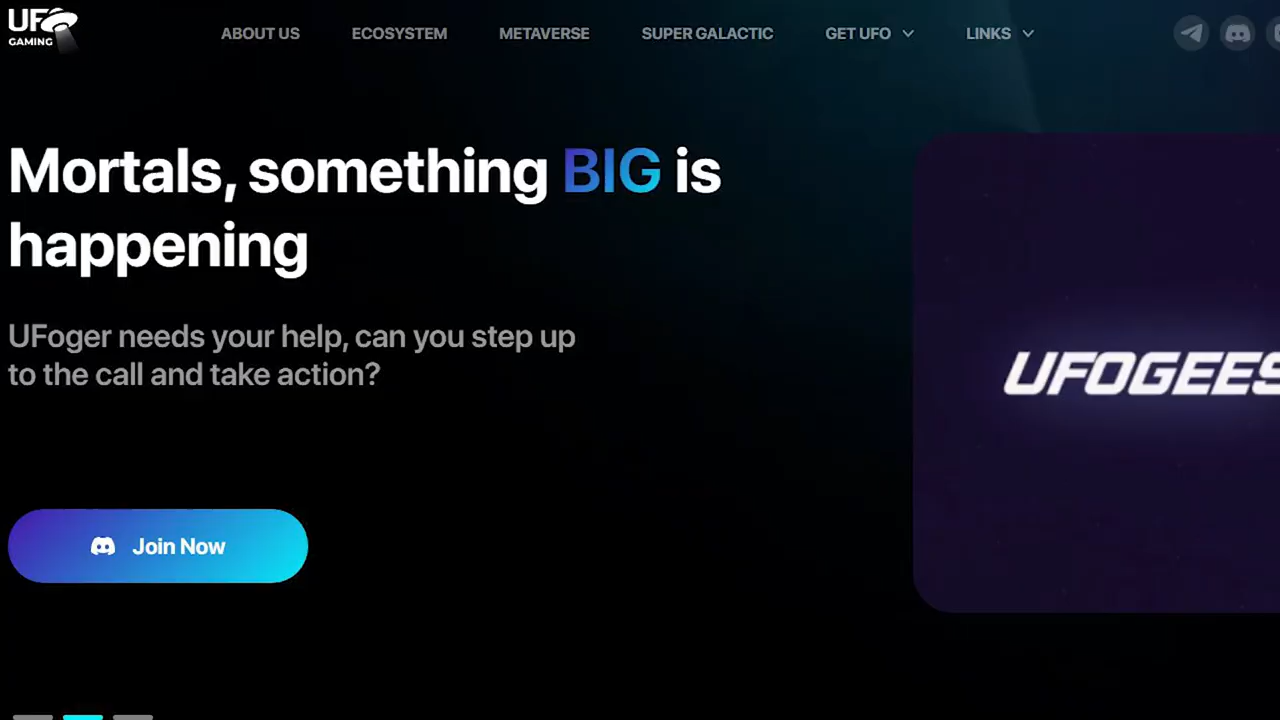 UFO
GAMING
ABOUT US
ECOSYSTEM
METAVERSE
SUPER GALACTIC
GET UFO
LINKS
Mortals, something BIG is
happening
UFoger needs your help, can you step up
to the call and take action?
Join Now
UFOGEES